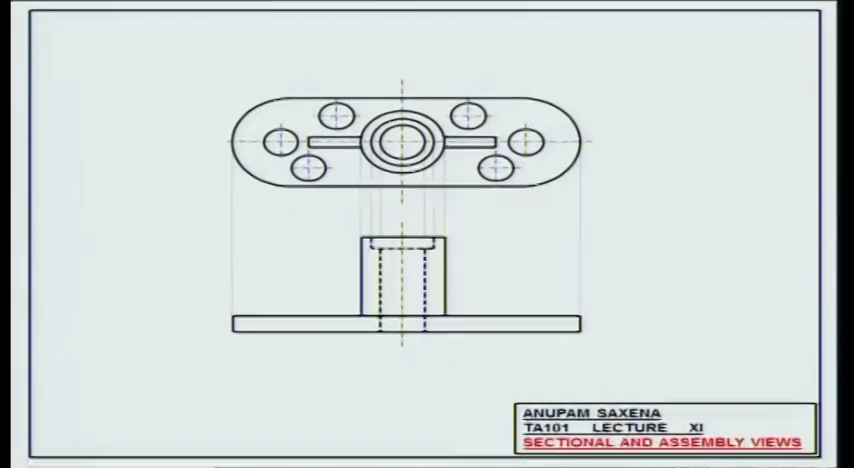 ANUPAM SAXENA
TA101 LECTURE XI
SECTIONAL AND ASSEMBLY VIEWS